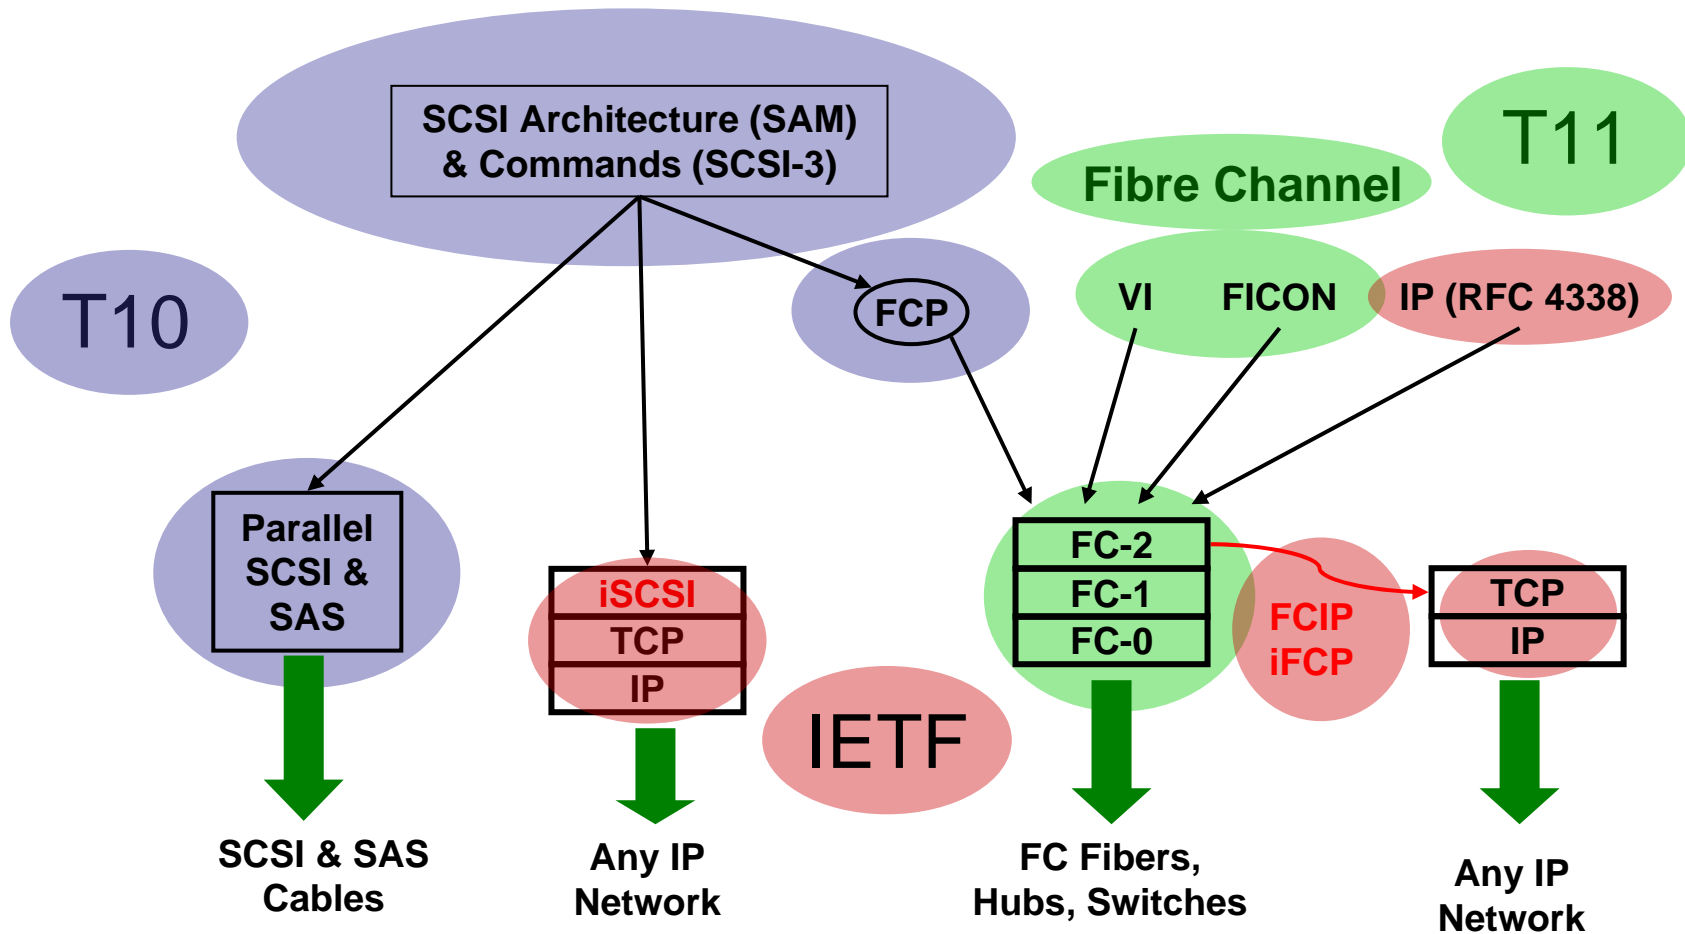 SCSI Architecture (SAM)
& Commands (SCSI-3)
T11
Fibre Channel
T10
FCP
VI
FICON
IP (RFC 4338)
Parallel
SCSI &
SAS
iSCSI
TCP
IP
FC-2
FC-1
FC-0
FCIP
iFCP
TCP
IP
IETF
SCSI & SAS
Cables
Any IP
Network
FC Fibers,
Hubs, Switches
Any IP
Network